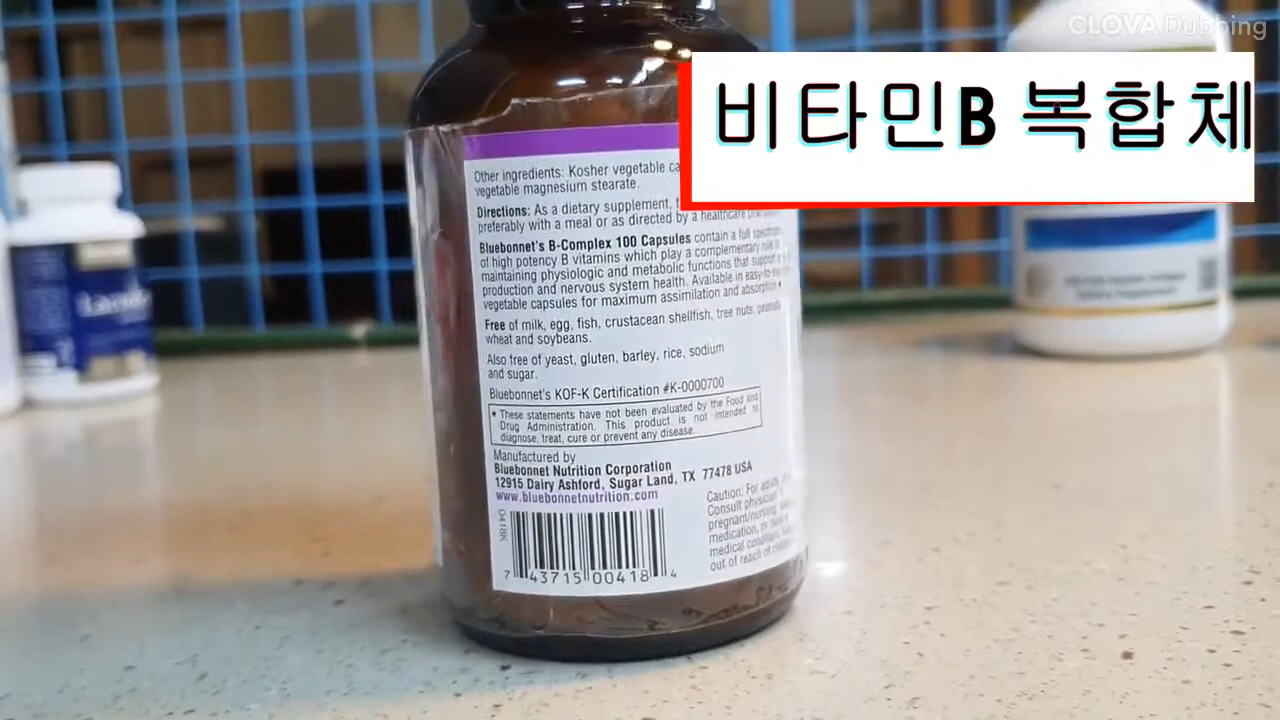 CLOVA Dubbing
비타민B 복합체
Other ingredients: Kosher vegetable
vegetable magnesium stearate.
Directions: As a dietary supplement,
preferably with a meal or as directed by a healthcare
Bluebonnet's B-Complex 100 Capsules contain a full
of high potency B vitamins which play a complementary role in
maintaining physiologic and metabolic functions that support
production and nervous system health. Available in
vegetable capsules for maximum assimilation and absorption.
Free of milk, egg, fish, crustacean shellfish, tree nuts, peanuts,
wheat and soybeans.
Also free of yeast, gluten, barley, rice, sodium
and sugar.
Bluebonnet's KOF-K Certification #K-0000700
• These statements have not been evaluated by the Food and
Drug Administration. This product is not intended to
diagnose, treat, cure or prevent any disease.
Manufactured by
Bluebonnet Nutrition Corporation
12915 Dairy Ashford, Sugar Land, TX 77478 USA
www.bluebonnetnutrition.com
Caution: For
Consult physician
pregnant/nursing,
medication,
medical
out of reach of
0418K
7 43715 00418 4